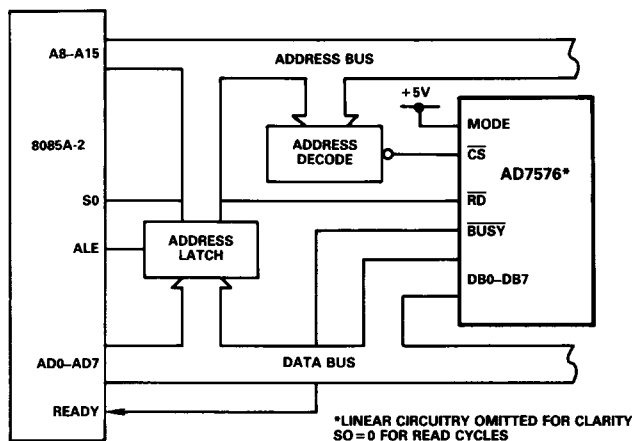 A8–A15
ADDRESS BUS
+5V
MODE
8085A-2
ADDRESS
DECODE
CS
AD7576*
S0
RD
ADDRESS
LATCH
BUSY
ALE
DB0–DB7
AD0–AD7
DATA BUS
READY
*LINEAR CIRCUITRY OMITTED FOR CLARITY
SO = 0 FOR READ CYCLES